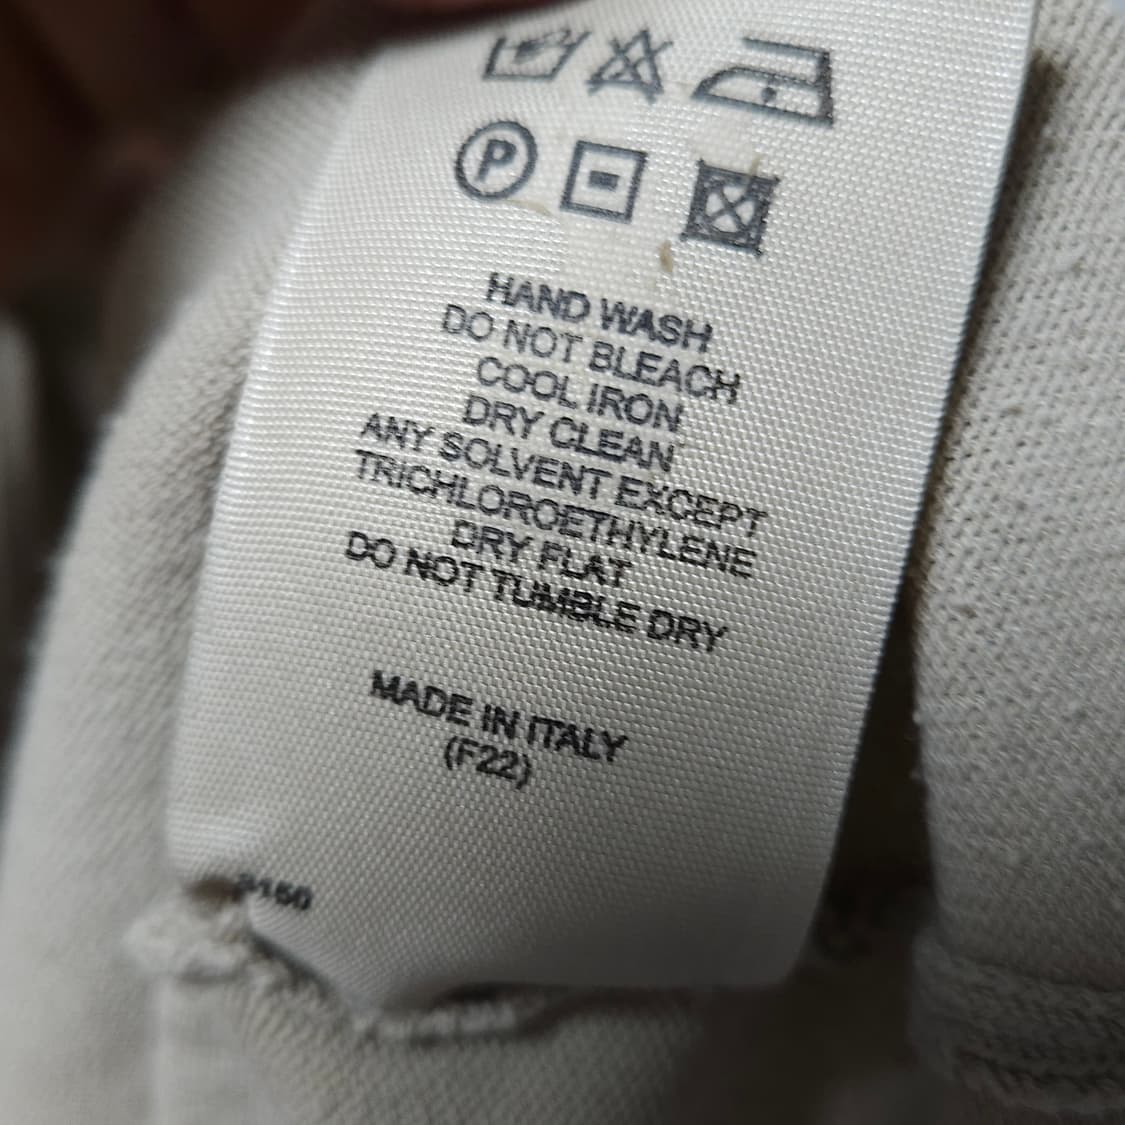 P
HAND WASH
DO NOT BLEACH
COOL IRON
DRY CLEAN
ANY SOLVENT EXCEPT
TRICHLOROETHYLENE
DRY FLAT
DO NOT TUMBLE DRY
MADE IN ITALY
(F22)